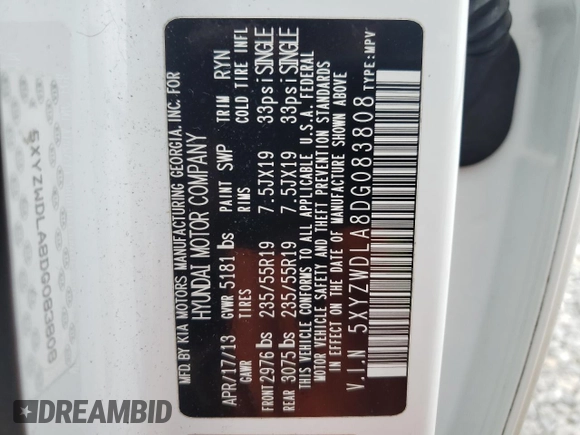 MFD.BY KIA MOTORS MANUFACTURING GEORGIA, INC. FOR
HYUNDAI MOTOR COMPANY
APR/17/13 GVWR 5181 lbs PAINT SWP TRIM RYN
GAWR TIRES RIMS COLD TIRE INFL
FRONT 2976 lbs 235/55R19 7.5JX19 33psi SINGLE
REAR 3075 lbs 235/55R19 7.5JX19 33psi SINGLE
THIS VEHICLE CONFORMS TO ALL APPLICABLE U.S.A. FEDERAL
MOTOR VEHICLE SAFETY AND THEFT PREVENTION STANDARDS
IN EFFECT ON THE DATE OF MANUFACTURE SHOWN ABOVE
V.I.N 5XYZWDLA8DG083808 TYPE:MPV
5XYZWDLA8DG083808
DREAMBID